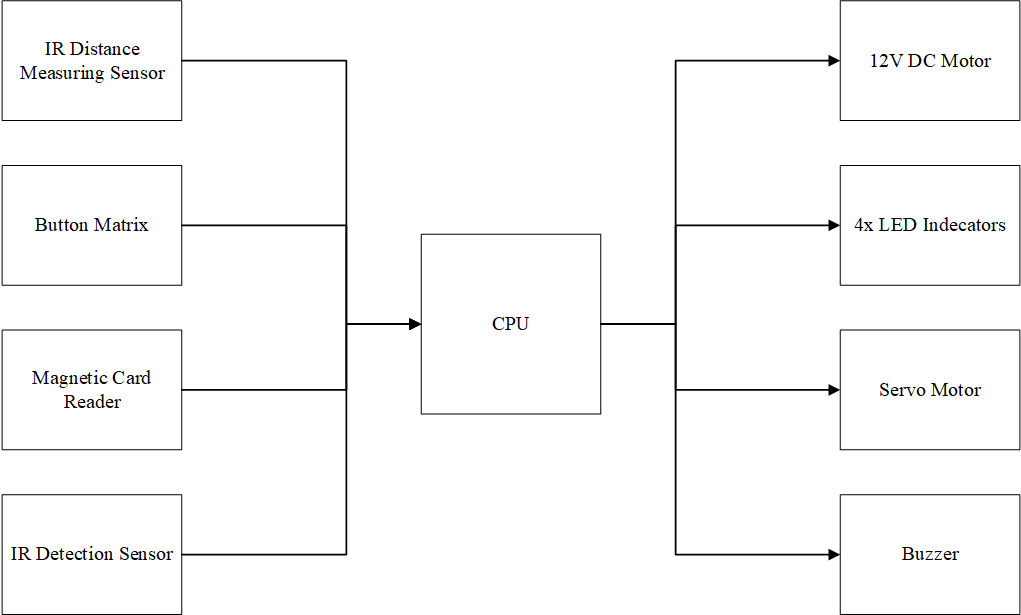 IR Distance
Measuring Sensor
Button Matrix
Magnetic Card
Reader
IR Detection Sensor
CPU
12V DC Motor
4x LED Indecators
Servo Motor
Buzzer